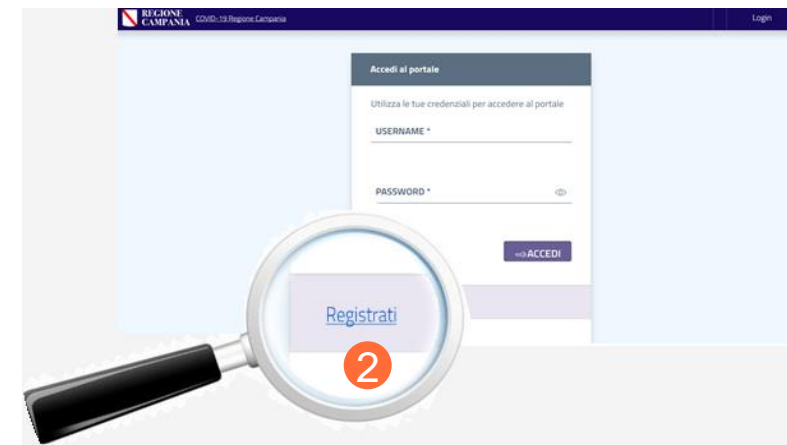 REGIONE
CAMPANIA COVID-19 Regione Campania Login
Accedi al portale
Utilizza le tue credenziali per accedere al portale
USERNAME *
PASSWORD *
ACCEDI
Registrati
2